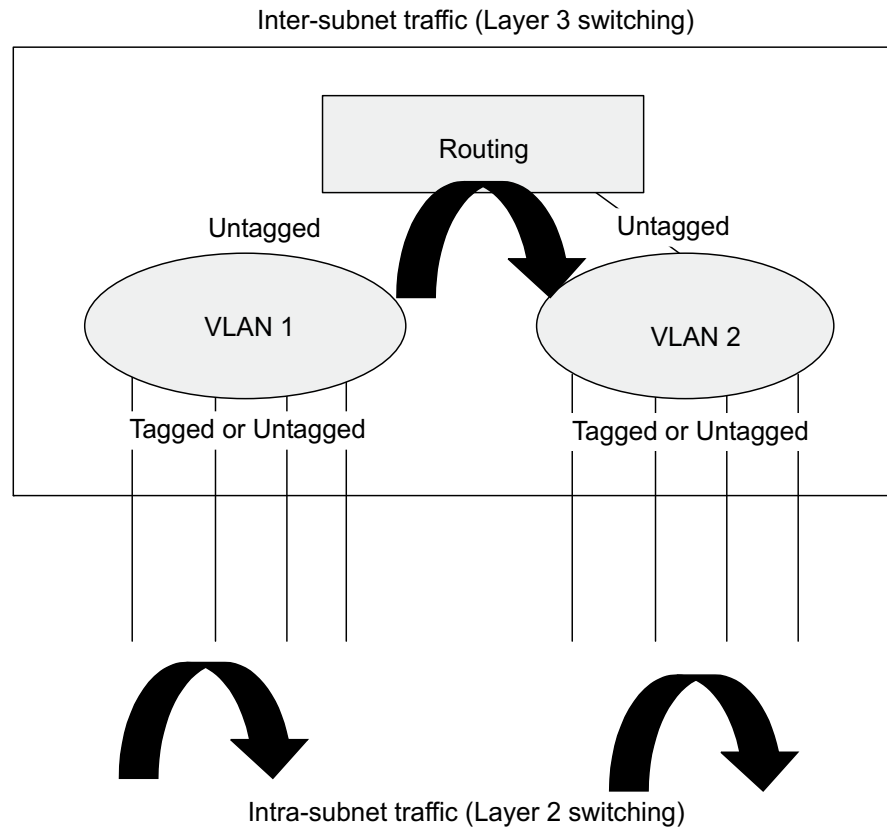 Inter-subnet traffic (Layer 3 switching)
Routing
Untagged
Untagged
VLAN 1
VLAN 2
Tagged or Untagged
Tagged or Untagged
Intra-subnet traffic (Layer 2 switching)